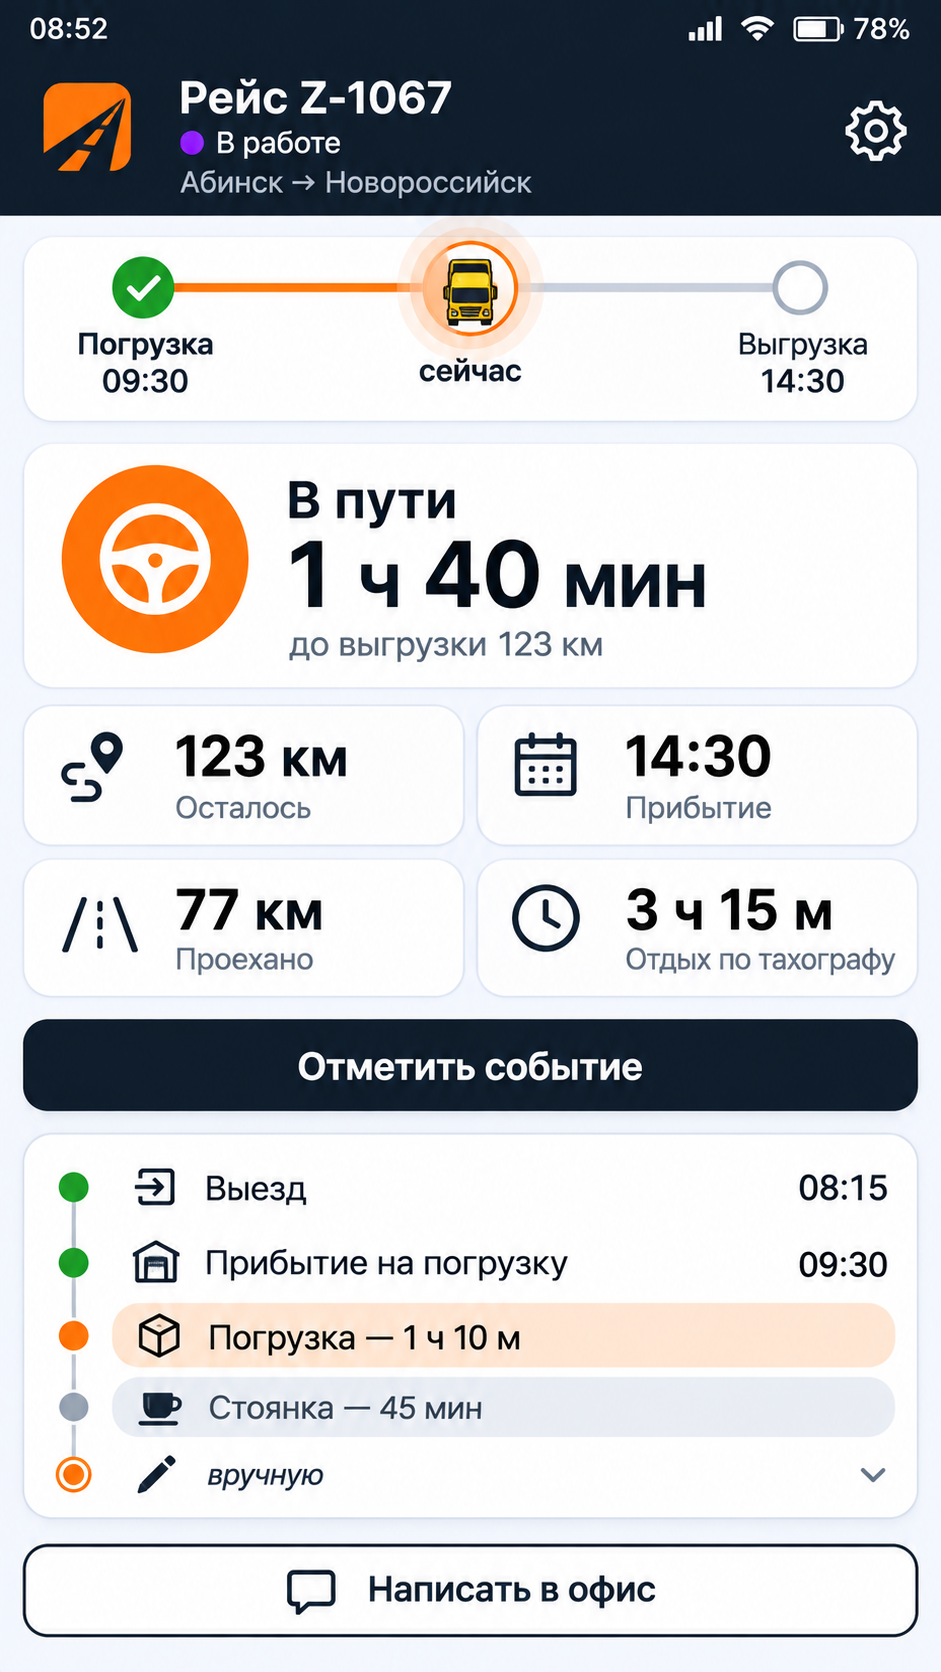 08:52 78%
Рейс Z-1067
В работе
Абинск → Новороссийск
Погрузка
09:30
сейчас
Выгрузка
14:30
В пути
1 ч 40 мин
до выгрузки 123 км
123 км
Осталось
14:30
Прибытие
77 км
Проехано
3 ч 15 м
Отдых по тахографу
Отметить событие
Выезд 08:15
Прибытие на погрузку 09:30
Погрузка — 1 ч 10 м
Стоянка — 45 мин
вручную
Написать в офис